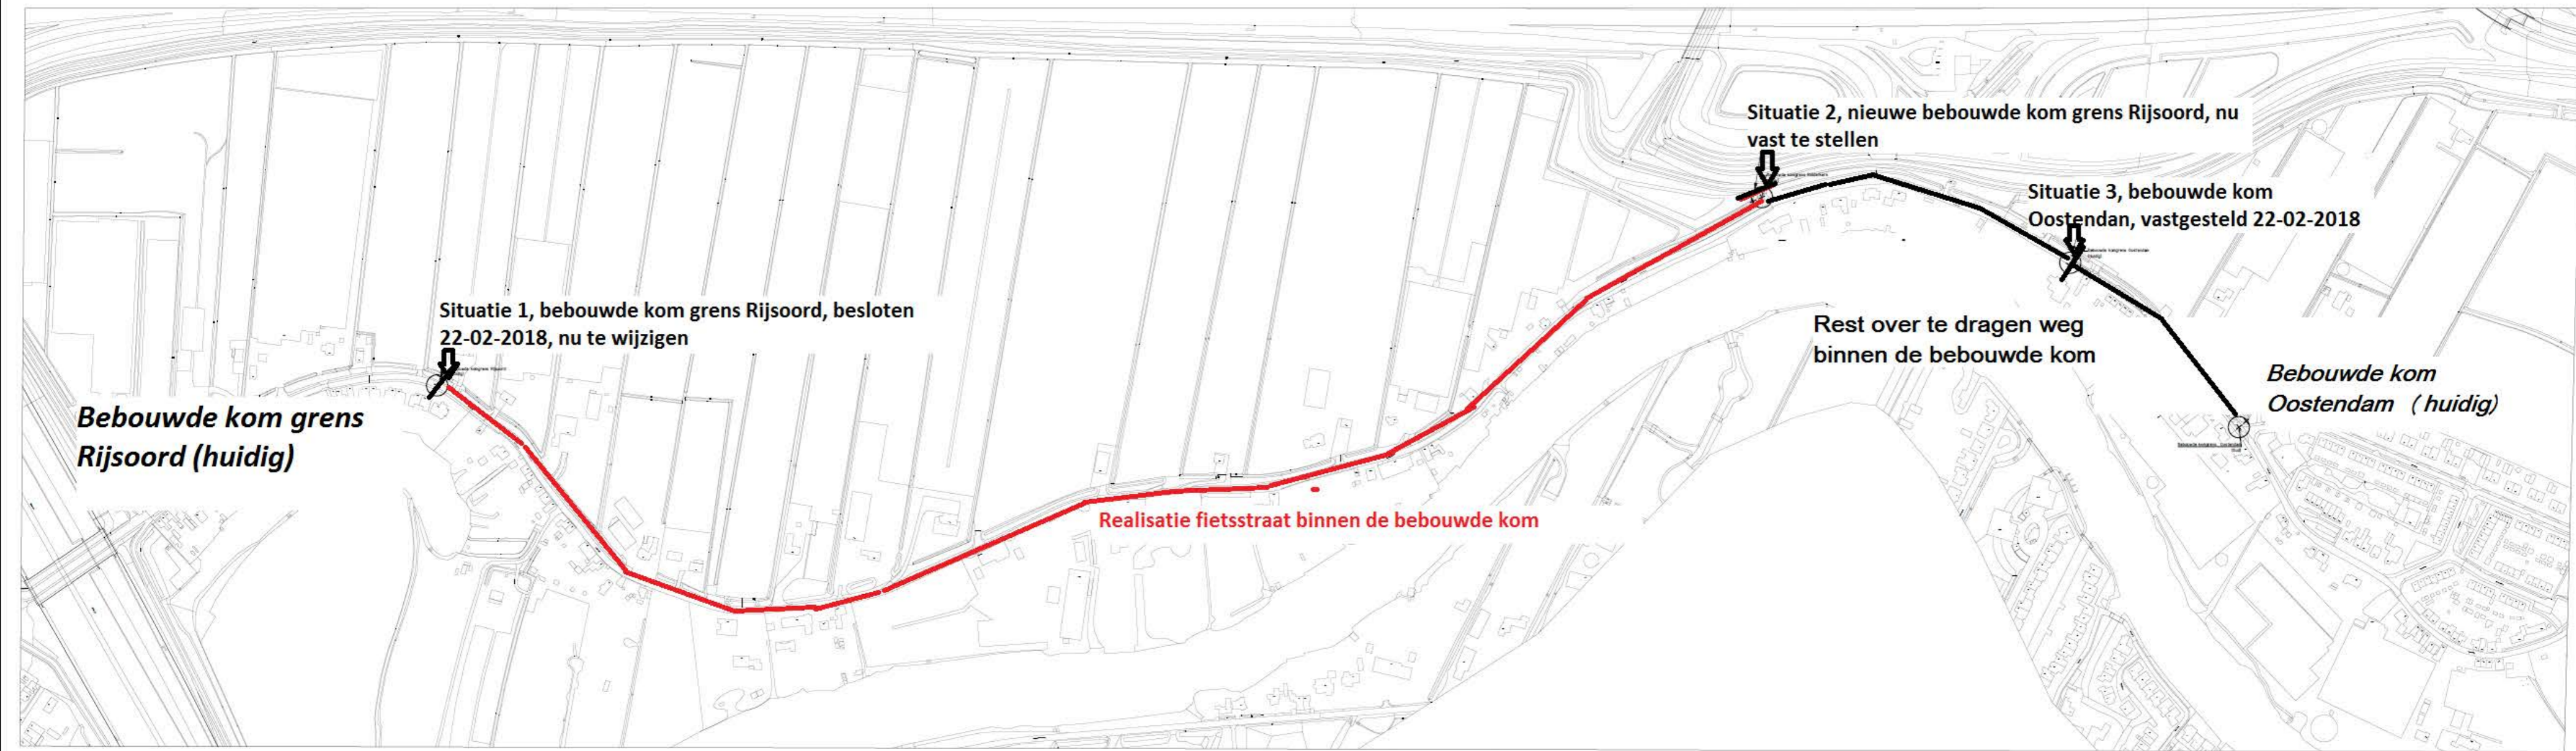 Situatie 2, nieuwe bebouwde kom grens Rijsoord, nu
vast te stellen
Situatie 3, bebouwde kom
Oostendan, vastgesteld 22-02-2018
Situatie 1, bebouwde kom grens Rijsoord, besloten
22-02-2018, nu te wijzigen
Rest over te dragen weg
binnen de bebouwde kom
Bebouwde kom grens
Rijsoord (huidig)
Bebouwde kom
Oostendam ( huidig)
Realisatie fietsstraat binnen de bebouwde kom